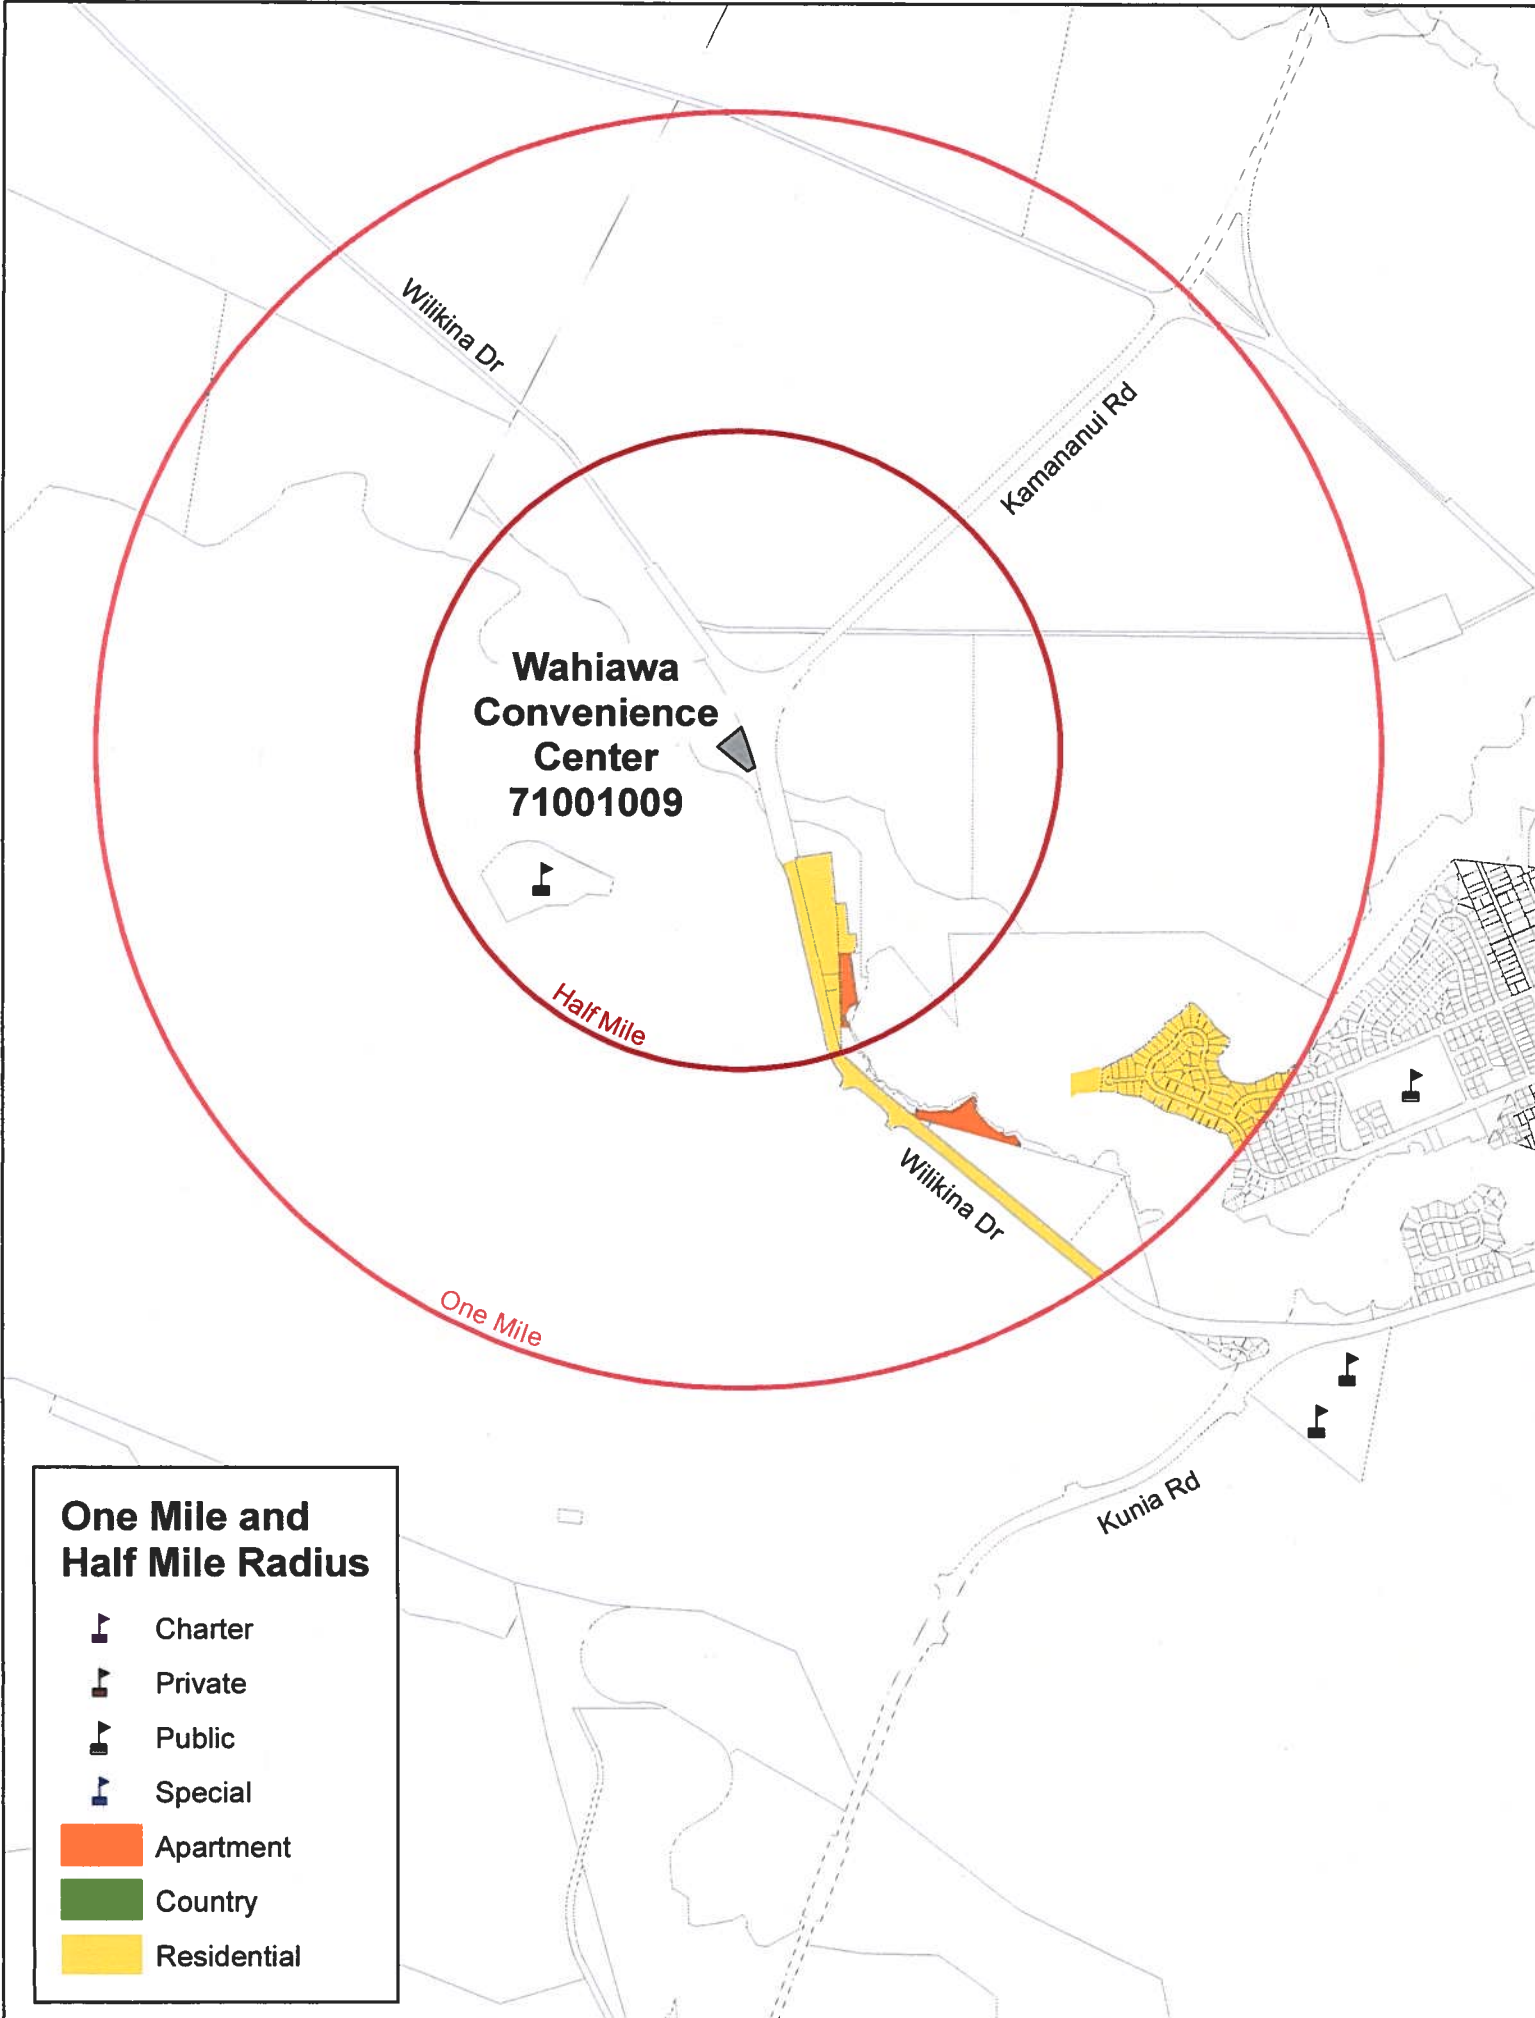 Wilikina Dr
Kamananui Rd
Wahiawa
Convenience
Center
71001009
Half Mile
Wilikina Dr
One Mile
Kunia Rd
One Mile and
Half Mile Radius
Charter
Private
Public
Special
Apartment
Country
Residential